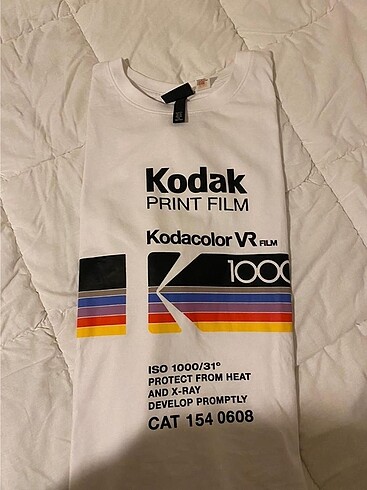 Kodak
PRINT FILM
Kodacolor VR FILM
1000
ISO 1000/31°
PROTECT FROM HEAT
AND X-RAY
DEVELOP PROMPTLY
CAT 154 0608